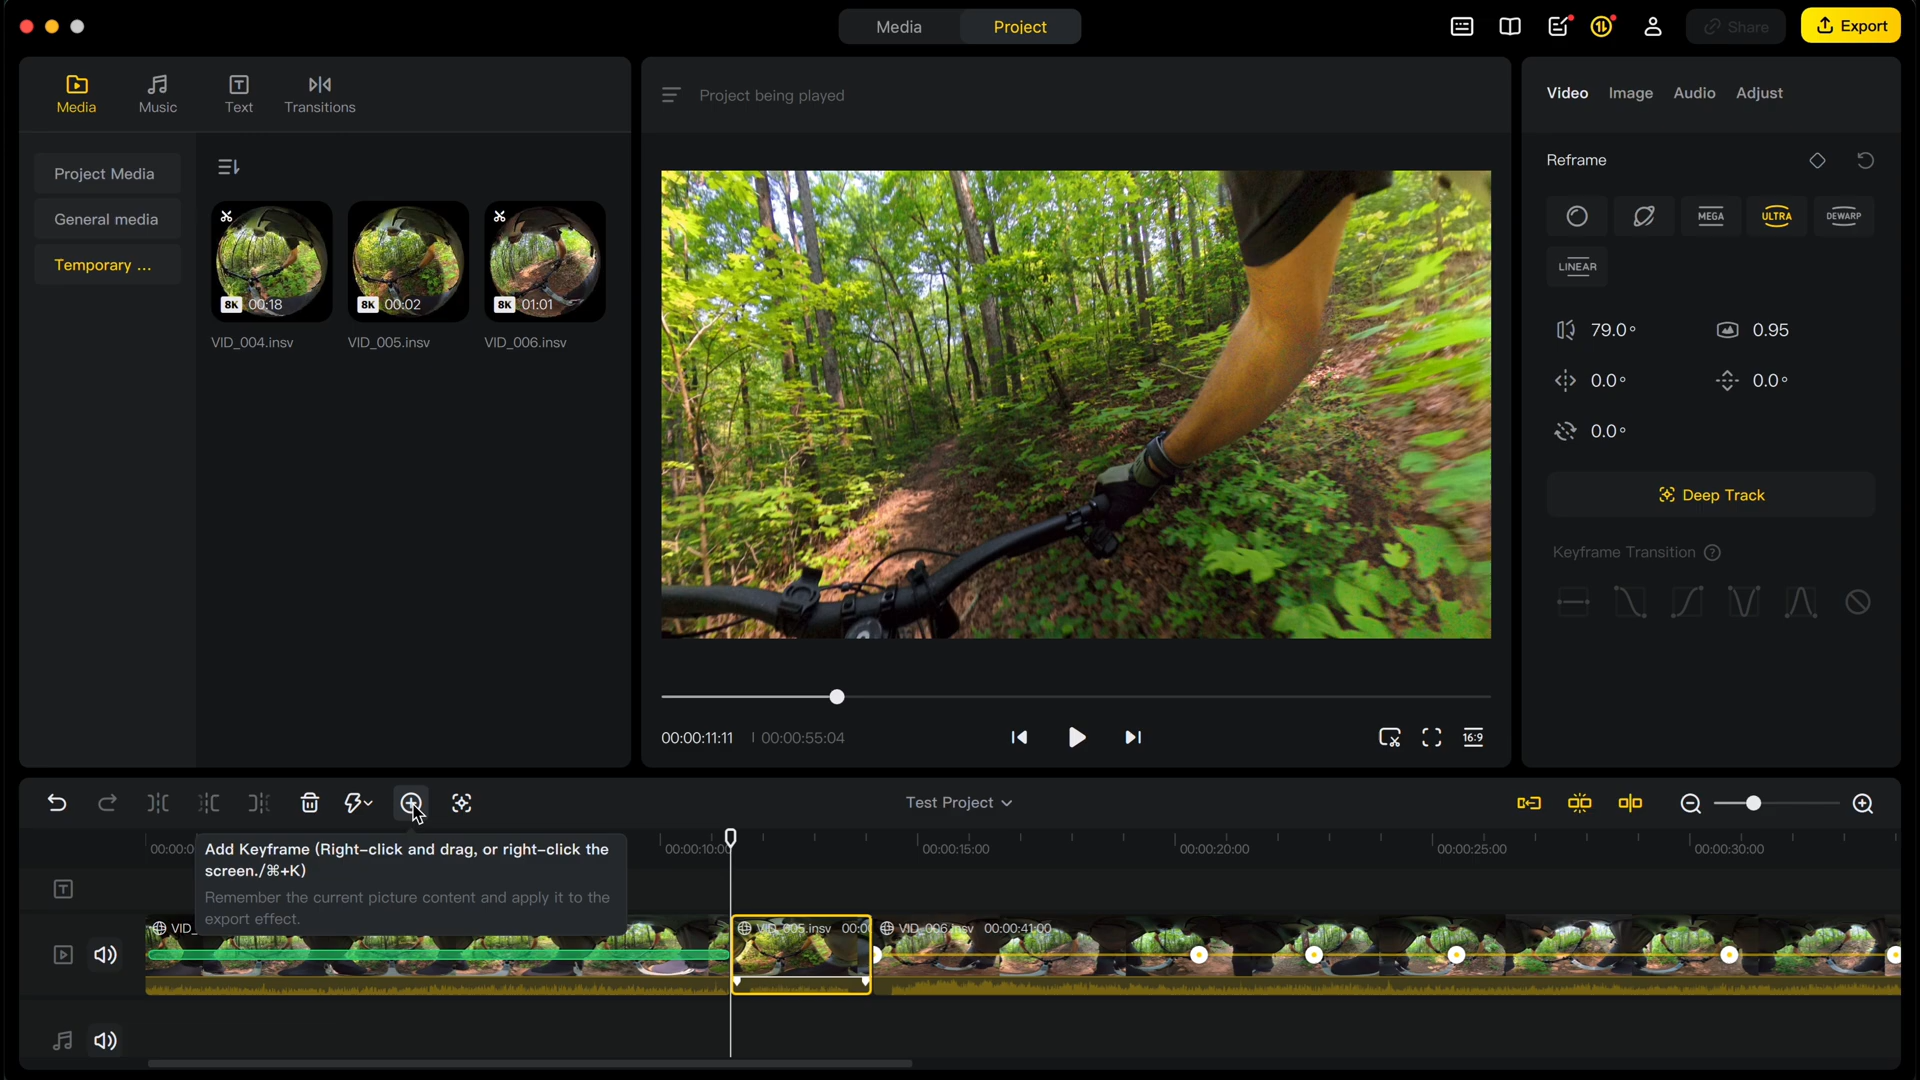 Media
Project
Share
Export
Media
Music
Text
Transitions
Project being played
Video
Image
Audio
Adjust
Project Media
General media
Temporary ...
8K 00:18
8K 00:02
8K 01:01
VID_004.insv
VID_005.insv
VID_006.insv
Reframe
MEGA
ULTRA
DEWARP
LINEAR
79.0°
0.95
0.0°
0.0°
0.0°
Deep Track
Keyframe Transition ?
00:00:11:11 | 00:00:55:04
16:9
Test Project
00:00:10:00
00:00:15:00
00:00:20:00
00:00:25:00
00:00:30:00
Add Keyframe (Right-click and drag, or right-click the
screen./⌘+K)
Remember the current picture content and apply it to the
export effect.
T
VID_005.insv 00:0
VID_006.insv 00:00:41:00